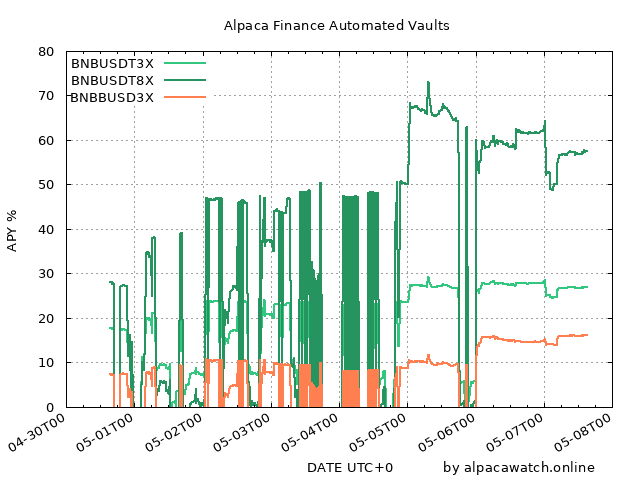 Alpaca Finance Automated Vaults
BNBUSDT3X
BNBUSDT8X
BNBBUSD3X
APY %
80
70
60
50
40
30
20
10
0
04-30T00
05-01T00
05-02T00
05-03T00
05-04T00
05-05T00
05-06T00
05-07T00
05-08T00
DATE UTC+0
by alpacawatch.online